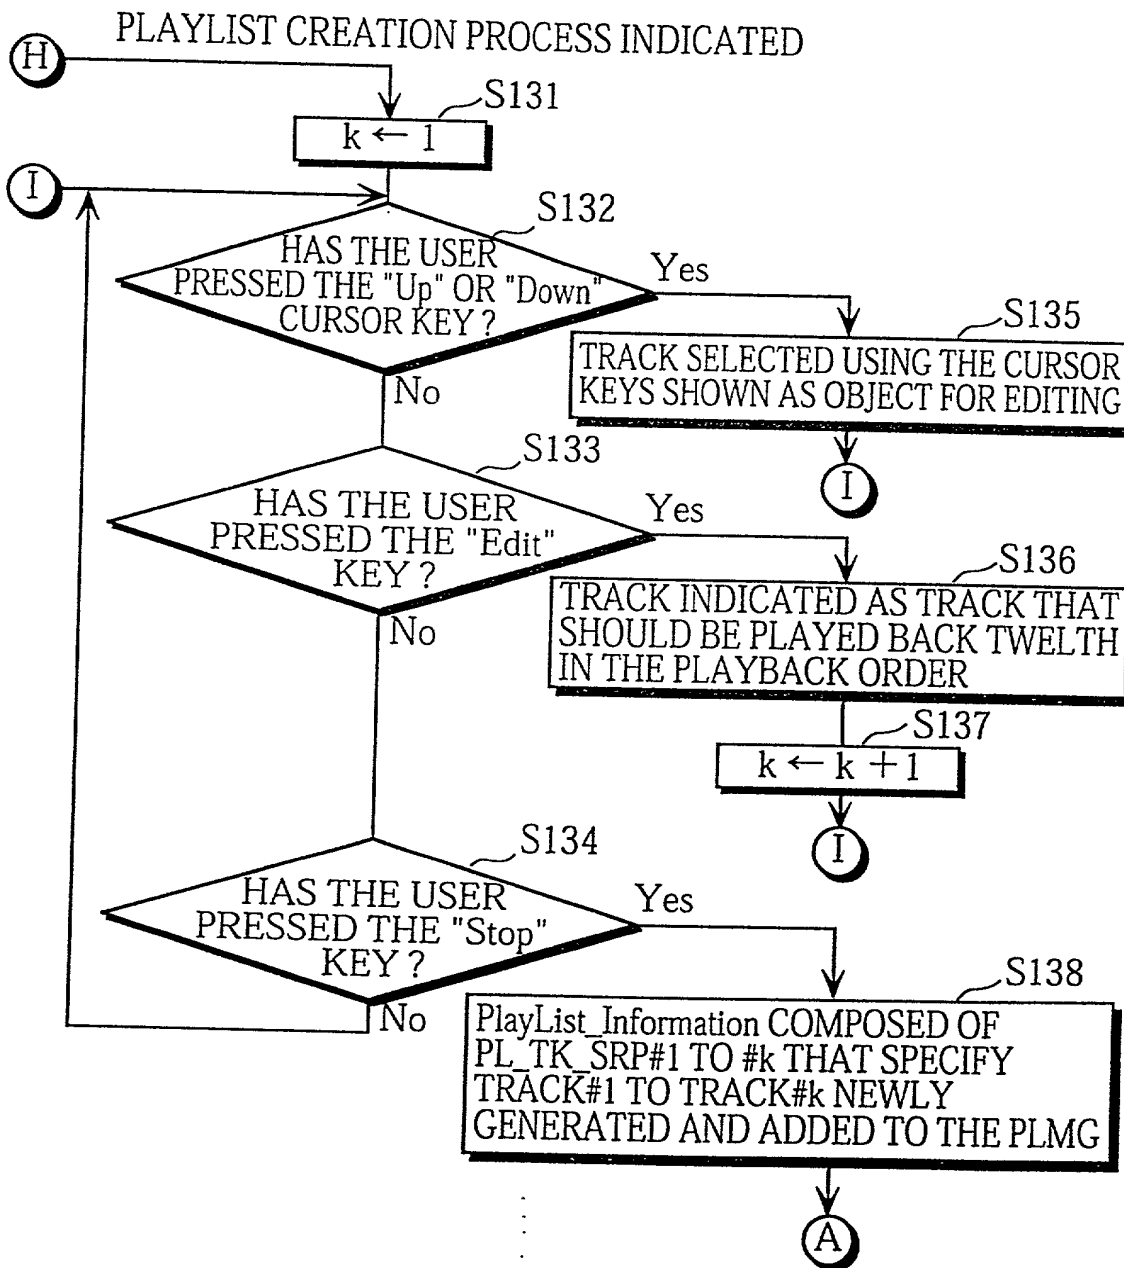 PLAYLIST CREATION PROCESS INDICATED
H
S131
k ← 1
I
S132
HAS THE USER
PRESSED THE "Up" OR "Down"
CURSOR KEY ?
Yes
No
S135
TRACK SELECTED USING THE CURSOR
KEYS SHOWN AS OBJECT FOR EDITING
I
S133
HAS THE USER
PRESSED THE "Edit"
KEY ?
Yes
No
S136
TRACK INDICATED AS TRACK THAT
SHOULD BE PLAYED BACK TWELTH
IN THE PLAYBACK ORDER
S137
k ← k + 1
I
S134
HAS THE USER
PRESSED THE "Stop"
KEY ?
Yes
No
S138
PlayList_Information COMPOSED OF
PL_TK_SRP#1 TO #k THAT SPECIFY
TRACK#1 TO TRACK#k NEWLY
GENERATED AND ADDED TO THE PLMG
A